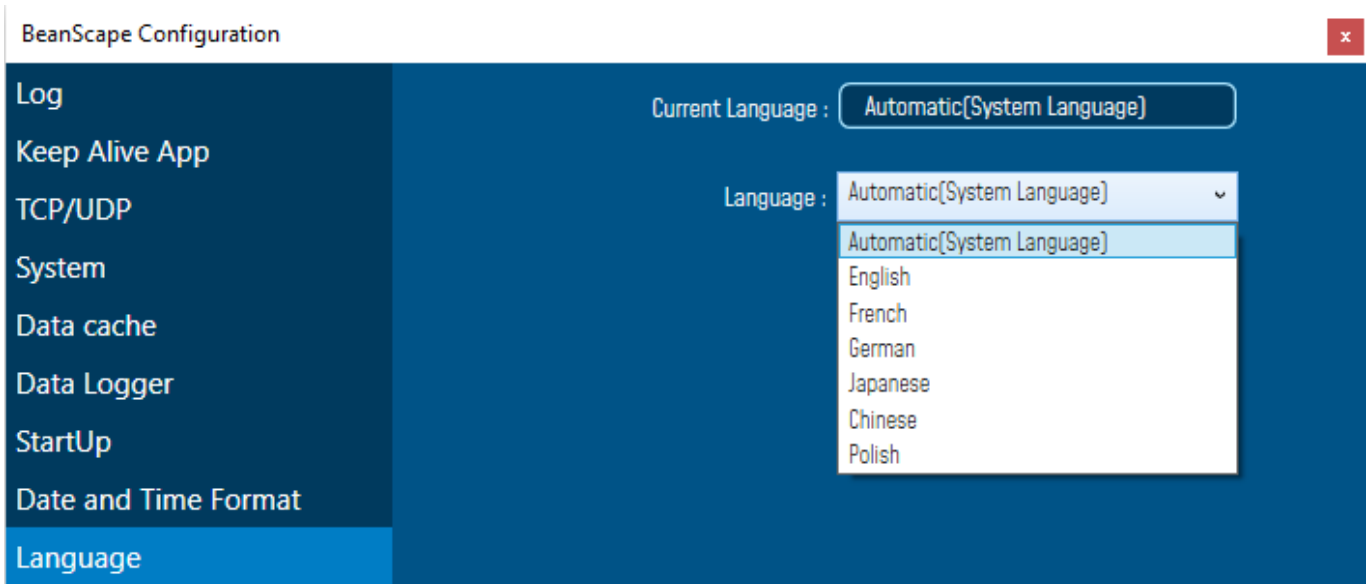 BeanScape Configuration
x
Log
Keep Alive App
TCP/UDP
System
Data cache
Data Logger
StartUp
Date and Time Format
Language
Current Language : Automatic(System Language)
Language : Automatic(System Language)
Automatic(System Language)
English
French
German
Japanese
Chinese
Polish